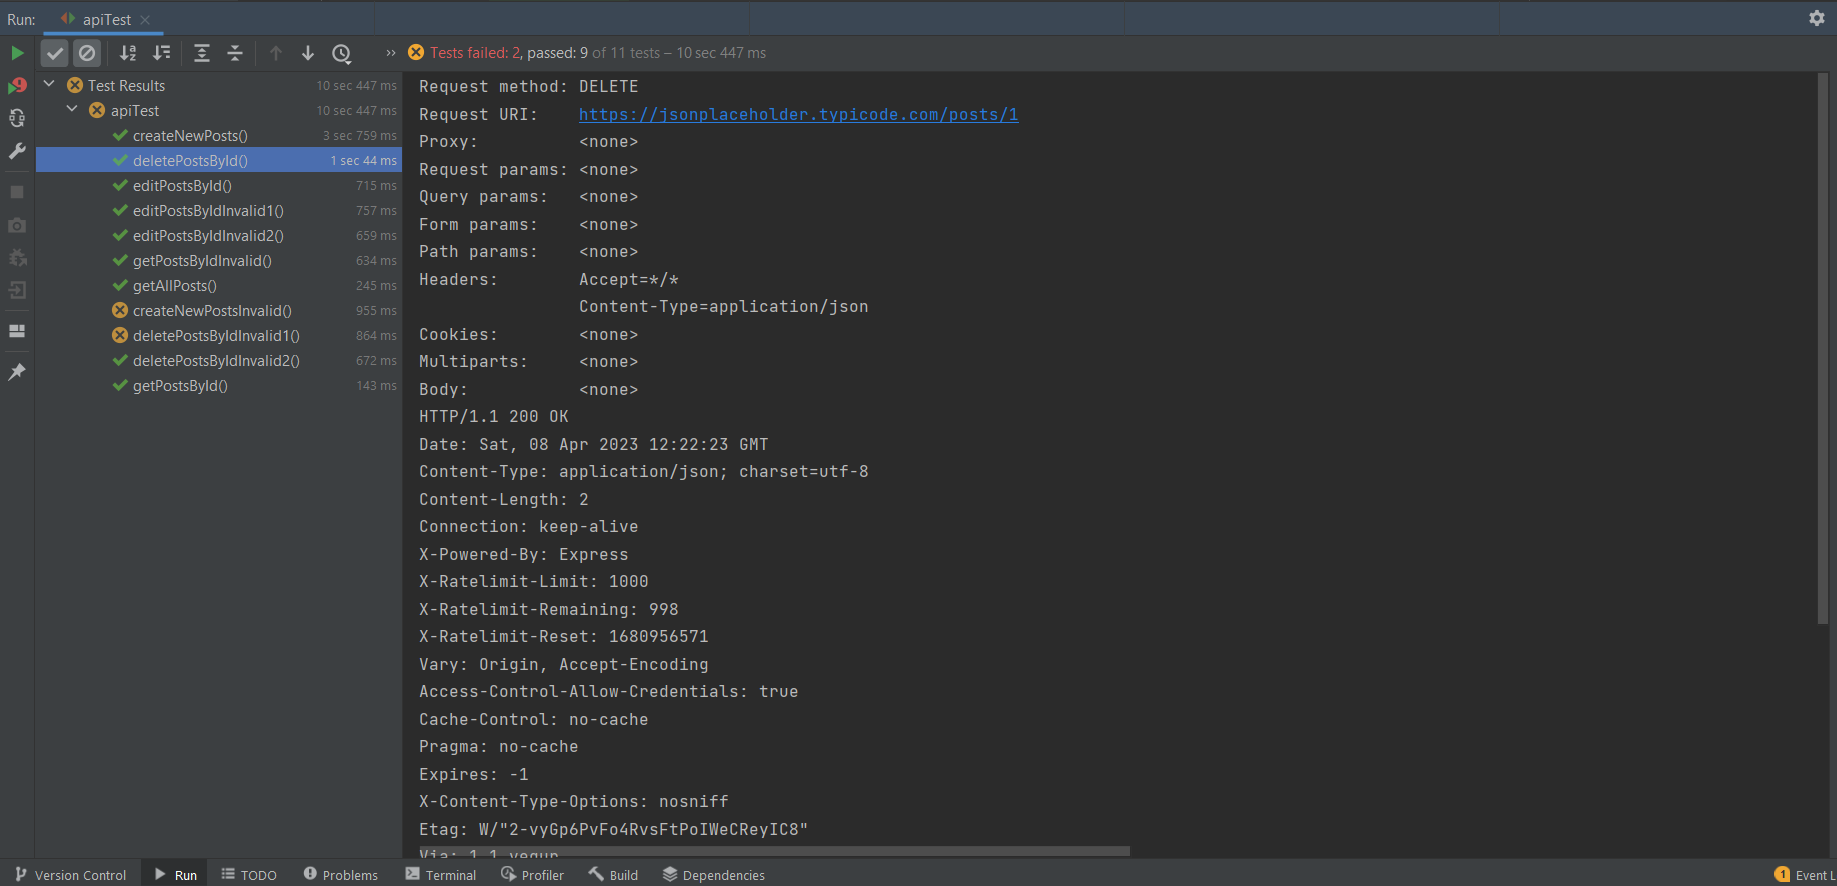 Run: apiTest
» Tests failed: 2, passed: 9 of 11 tests – 10 sec 447 ms
Test Results 10 sec 447 ms
apiTest 10 sec 447 ms
createNewPosts() 3 sec 759 ms
deletePostsById() 1 sec 44 ms
editPostsById() 715 ms
editPostsByIdInvalid1() 757 ms
editPostsByIdInvalid2() 659 ms
getPostsByIdInvalid() 634 ms
getAllPosts() 245 ms
createNewPostsInvalid() 955 ms
deletePostsByIdInvalid1() 864 ms
deletePostsByIdInvalid2() 672 ms
getPostsById() 143 ms
Request method: DELETE
Request URI: https://jsonplaceholder.typicode.com/posts/1
Proxy: <none>
Request params: <none>
Query params: <none>
Form params: <none>
Path params: <none>
Headers: Accept=*/*
Content-Type=application/json
Cookies: <none>
Multiparts: <none>
Body: <none>
HTTP/1.1 200 OK
Date: Sat, 08 Apr 2023 12:22:23 GMT
Content-Type: application/json; charset=utf-8
Content-Length: 2
Connection: keep-alive
X-Powered-By: Express
X-Ratelimit-Limit: 1000
X-Ratelimit-Remaining: 998
X-Ratelimit-Reset: 1680956571
Vary: Origin, Accept-Encoding
Access-Control-Allow-Credentials: true
Cache-Control: no-cache
Pragma: no-cache
Expires: -1
X-Content-Type-Options: nosniff
Etag: W/"2-vyGp6PvFo4RvsFtPoIWeCReyIC8"
Via: 1.1 vegur
Version Control Run TODO Problems Terminal Profiler Build Dependencies 1 Event L